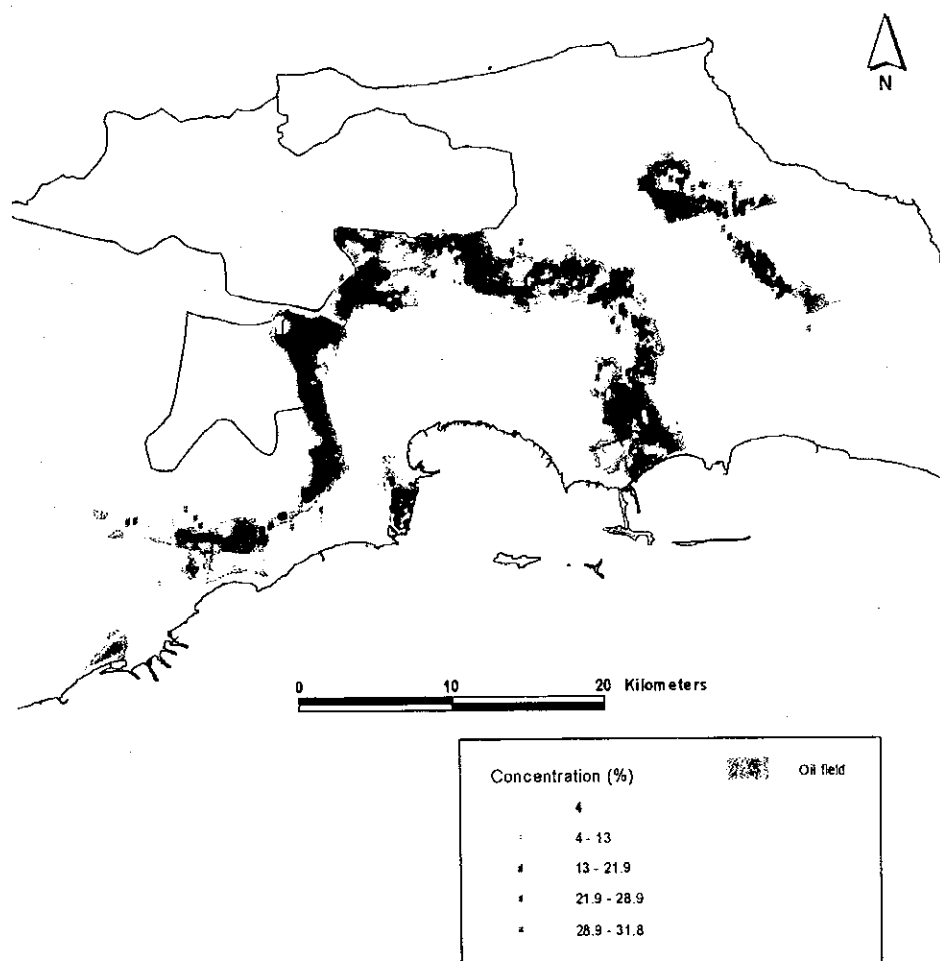 N
0 10 20 Kilometers
Concentration (%)
Oil field
4
4 - 13
13 - 21.9
21.9 - 28.9
28.9 - 31.8